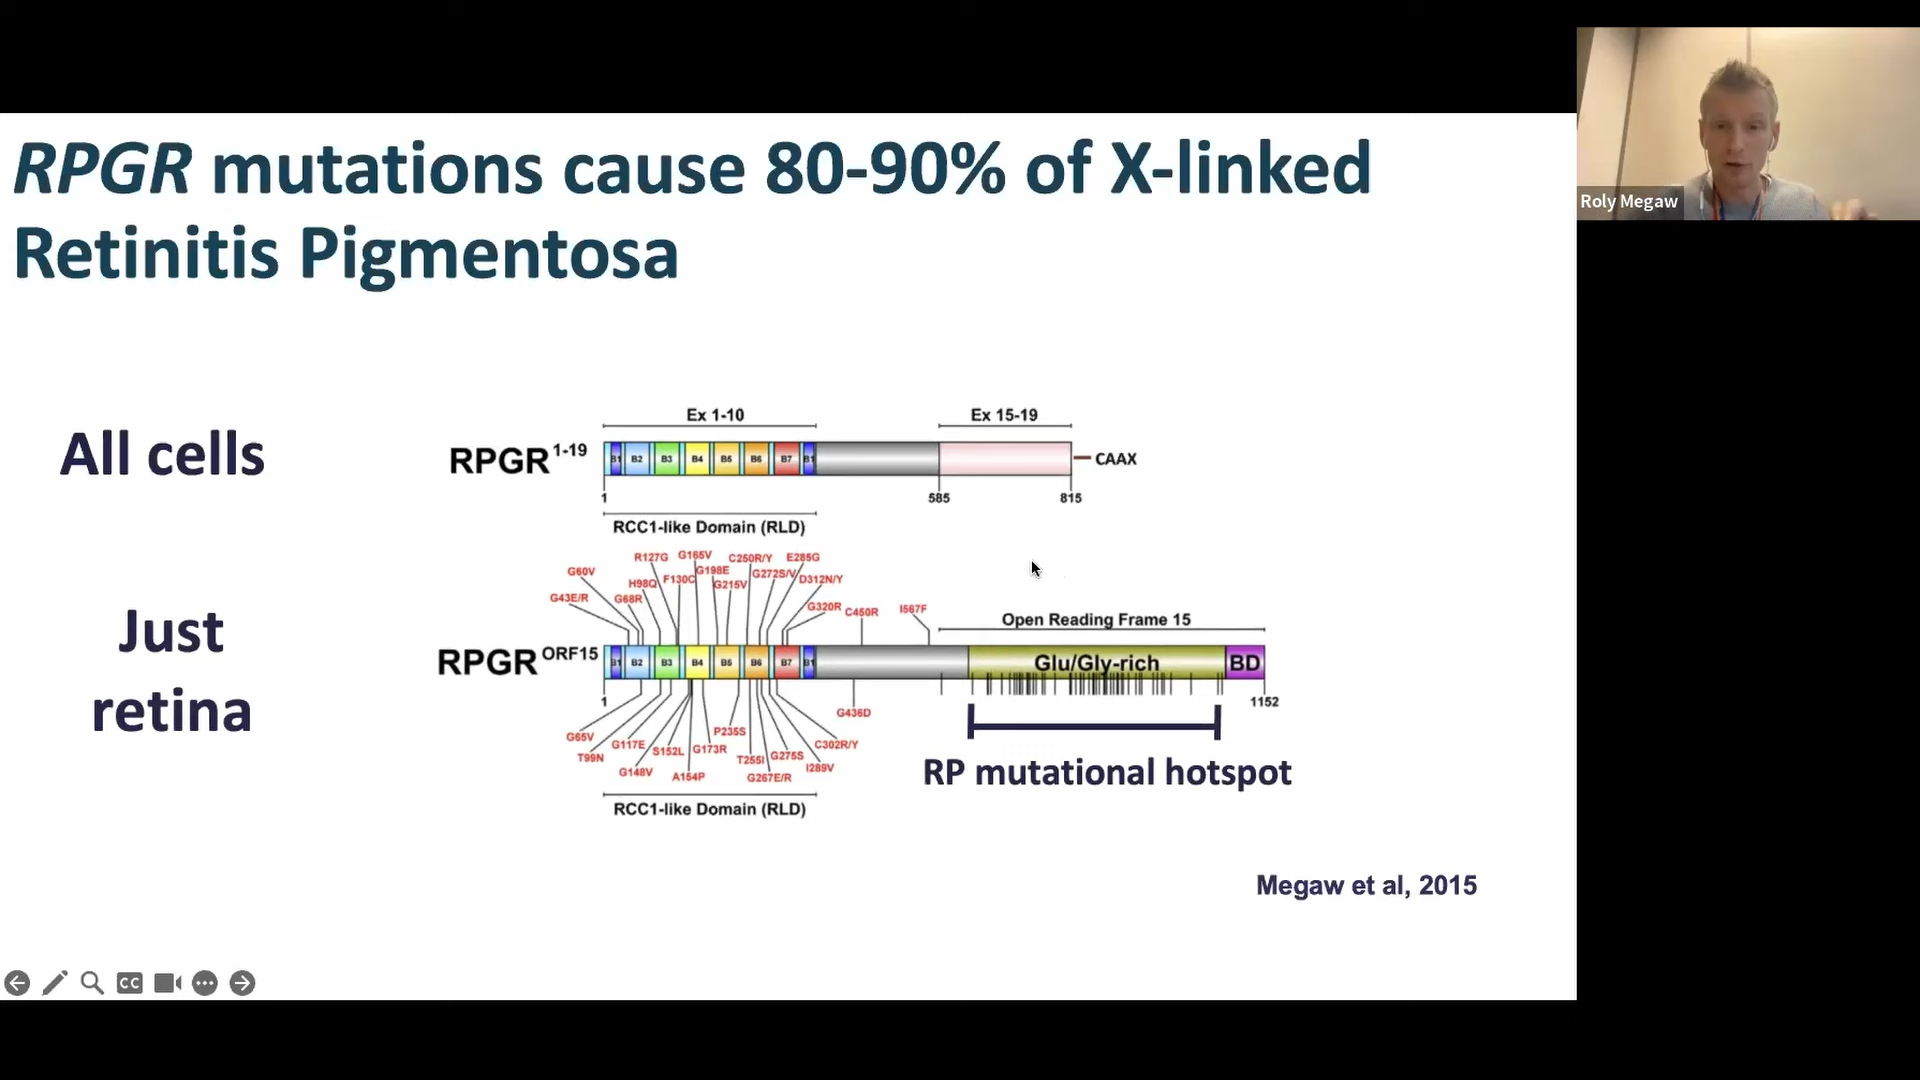 RPGR mutations cause 80-90% of X-linked
Retinitis Pigmentosa
Roly Megaw
All cells
Ex 1-10
Ex 15-19
RPGR 1-19
B1 B2 B3 B4 B5 B6 B7 B1
CAAX
1
585
815
RCC1-like Domain (RLD)
Just
retina
R127G G165V C250R/Y E285G
G60V H98Q F130C G198E G215V G272S/V D312N/Y
G43E/R G68R G320R C450R I567F
Open Reading Frame 15
RPGR ORF15
B1 B2 B3 B4 B5 B6 B7 B1
Glu/Gly-rich
BD
1
1152
G436D
G65V G117E S152L G173R P235S C302R/Y
T99N G148V A154P T255I G275S I289V
G267E/R
RCC1-like Domain (RLD)
RP mutational hotspot
Megaw et al, 2015
CC